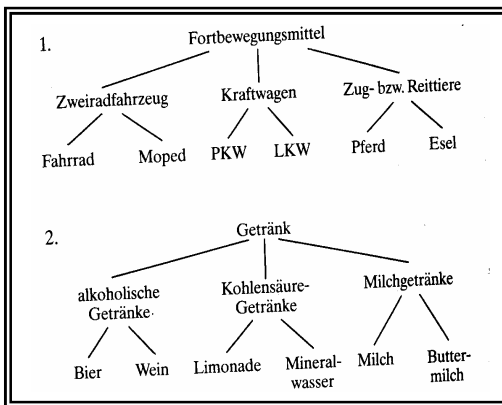 1.
Fortbewegungsmittel
Zweiradfahrzeug
Kraftwagen
Zug- bzw. Reittiere
Fahrrad
Moped
PKW
LKW
Pferd
Esel
2.
Getränk
alkoholische
Getränke
Kohlensäure-
Getränke
Milchgetränke
Bier
Wein
Limonade
Mineral-
wasser
Milch
Butter-
milch